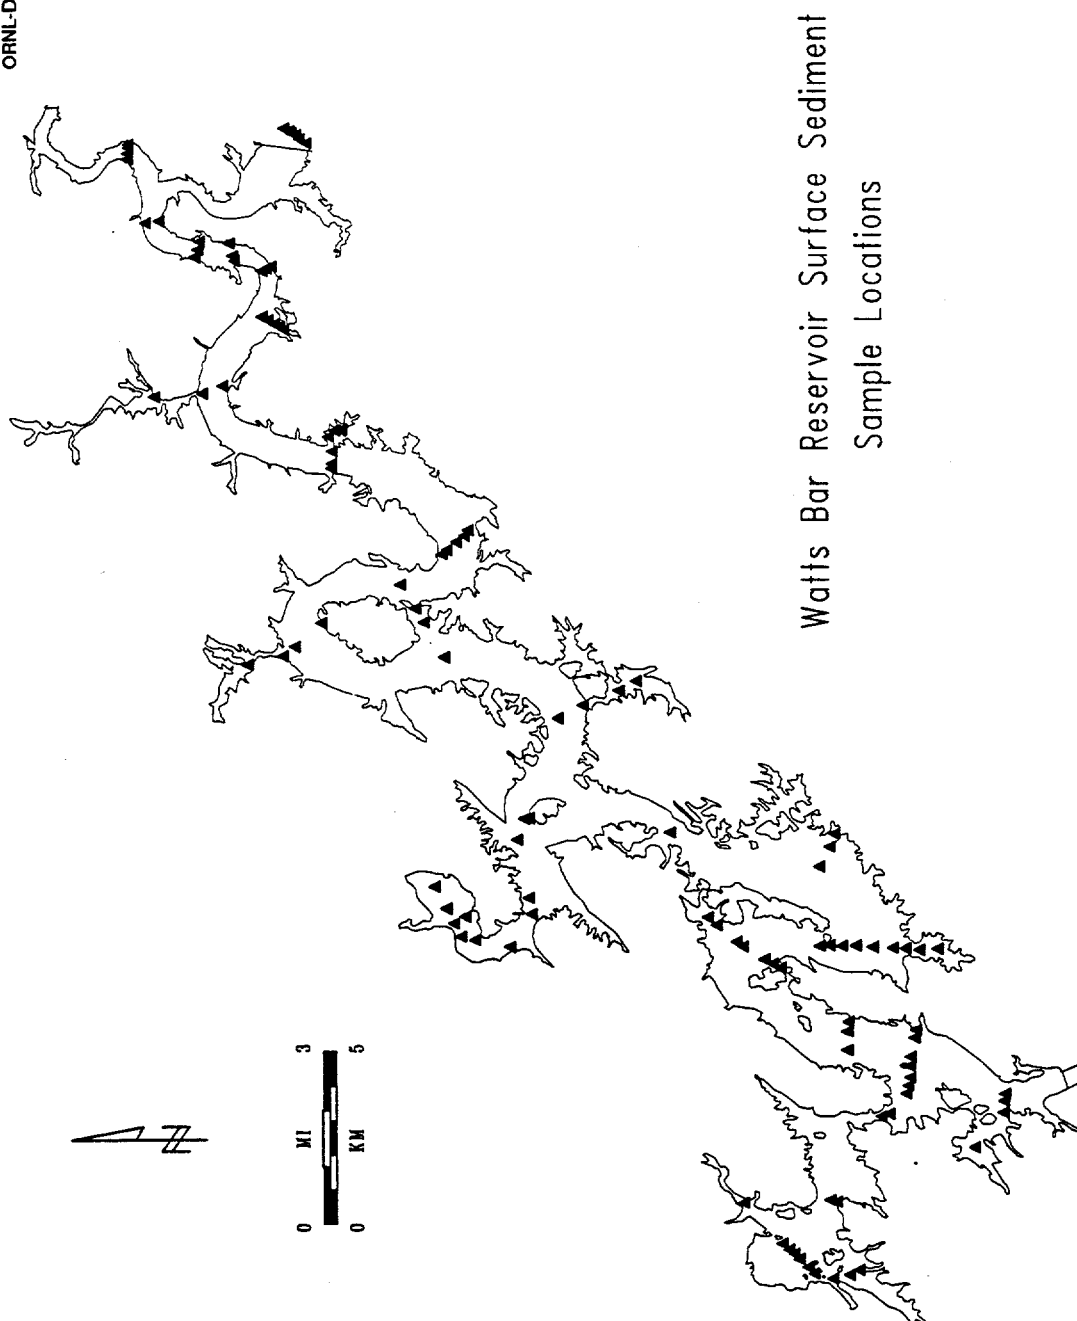 ORNL-D
Watts Bar Reservoir Surface Sediment
Sample Locations
N
0 MI 3
0 KM 5